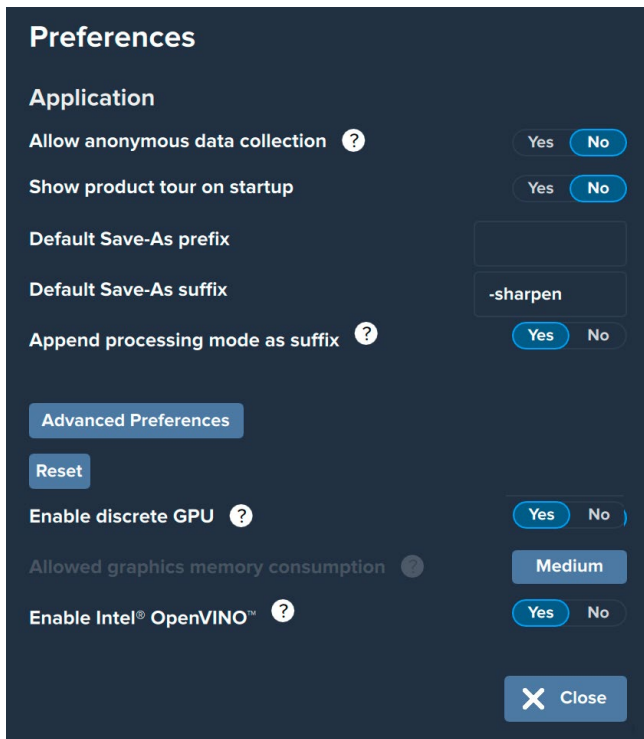 Preferences
Application
Allow anonymous data collection ? Yes No
Show product tour on startup Yes No
Default Save-As prefix
Default Save-As suffix -sharpen
Append processing mode as suffix ? Yes No
Advanced Preferences
Reset
Enable discrete GPU ? Yes No
Allowed graphics memory consumption ? Medium
Enable Intel® OpenVINO™ ? Yes No
Close